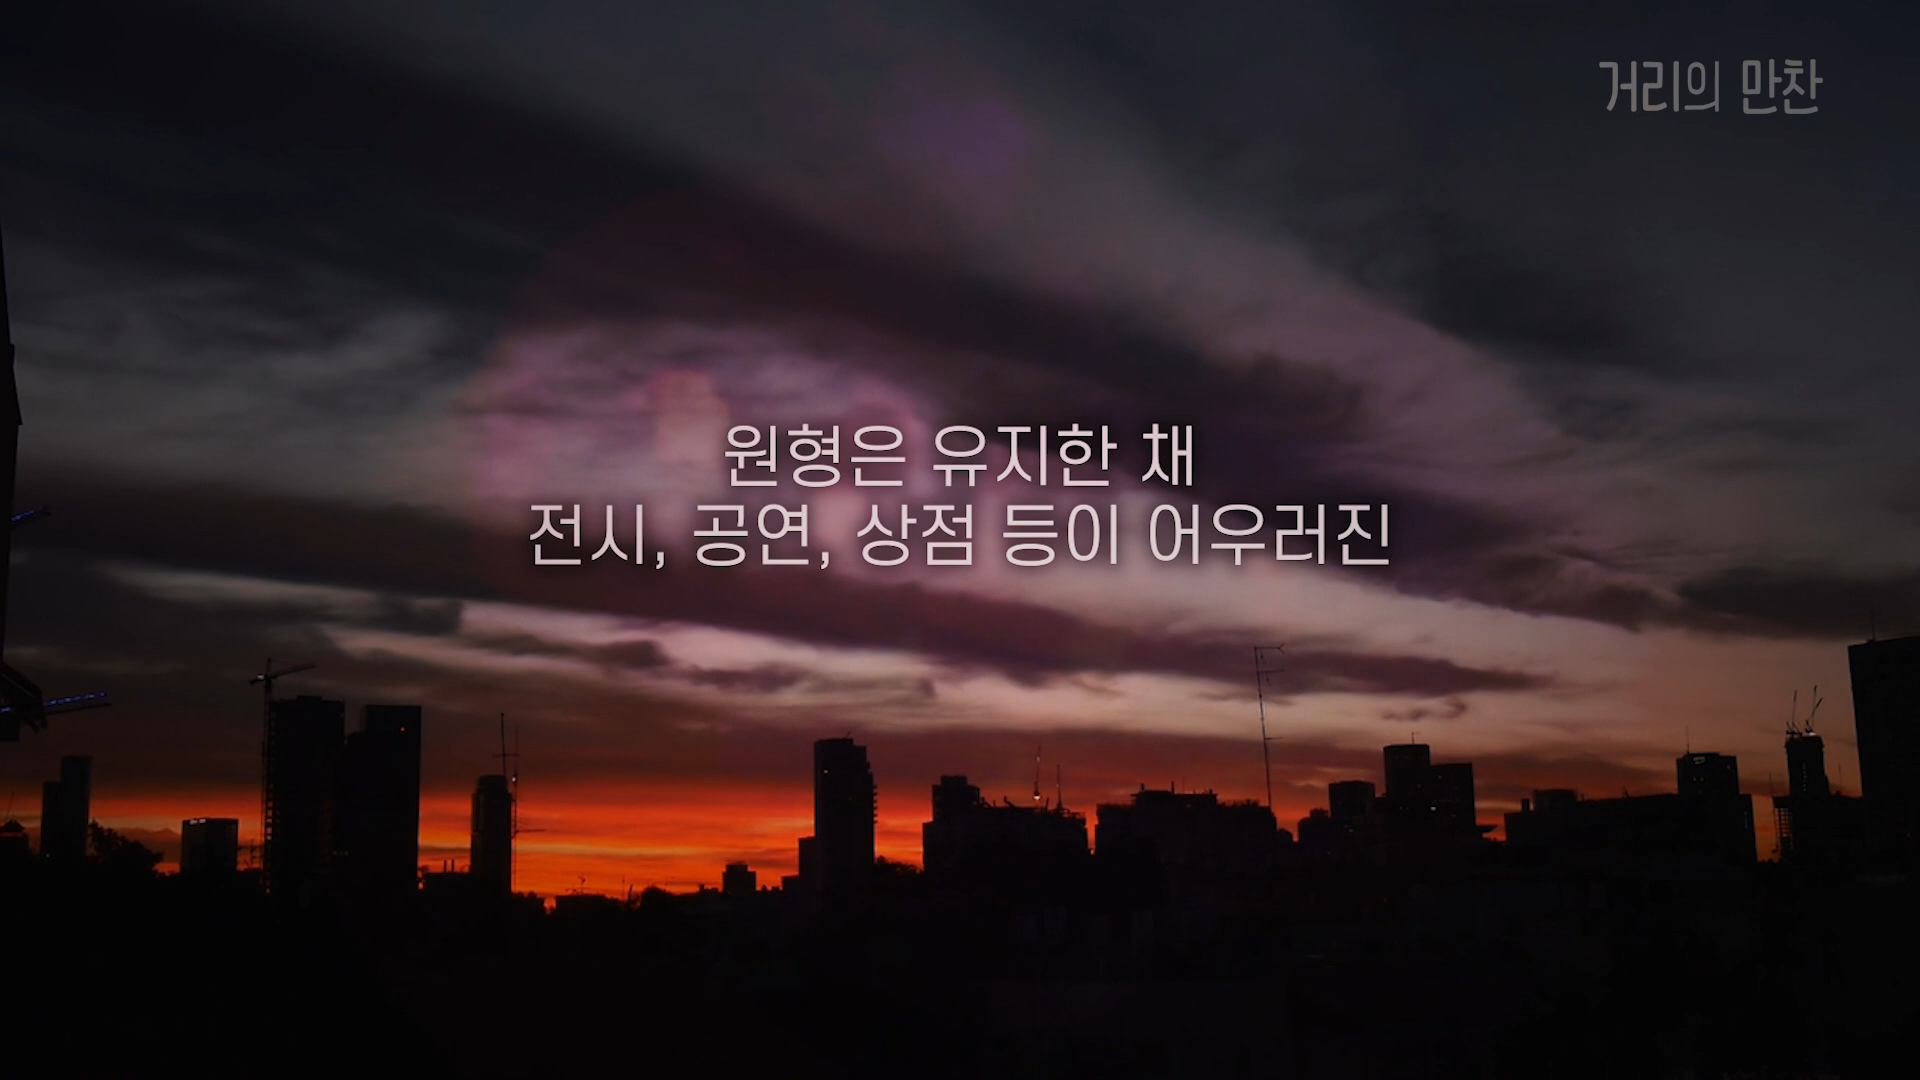 거리의 만찬
원형은 유지한 채
전시, 공연, 상점 등이 어우러진